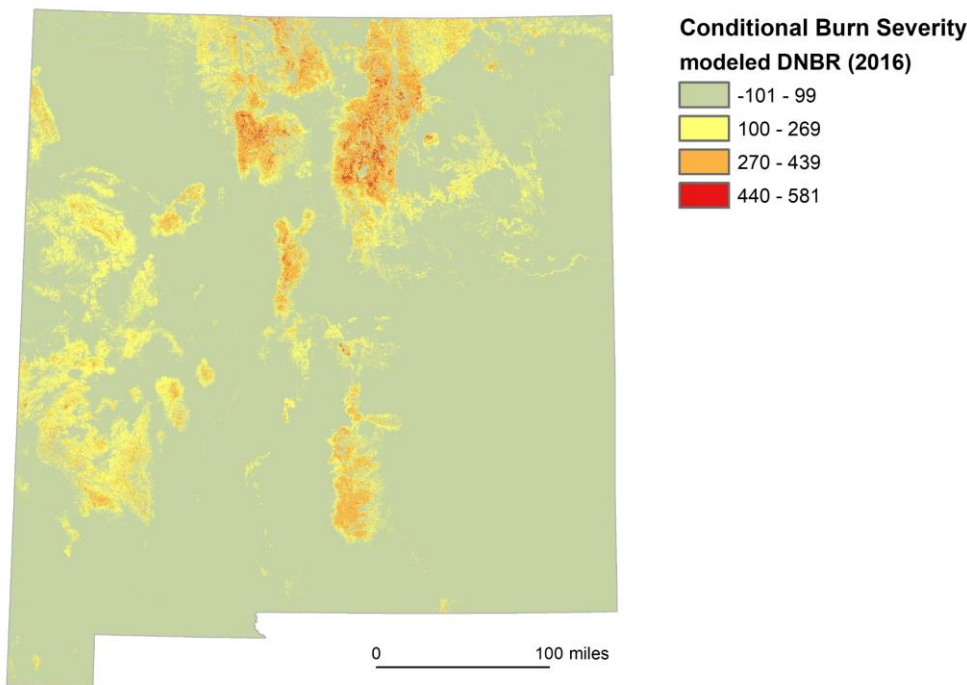 Conditional Burn Severity
modeled DNBR (2016)
-101 - 99
100 - 269
270 - 439
440 - 581
0 100 miles